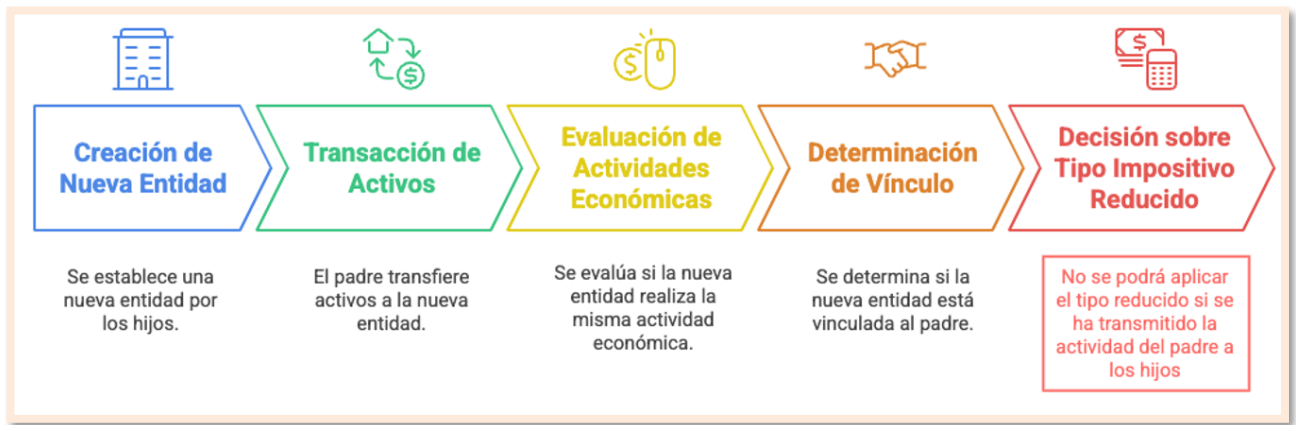 Creación de
Nueva Entidad
Transacción de
Activos
Evaluación de
Actividades
Económicas
Determinación
de Vínculo
Decisión sobre
Tipo Impositivo
Reducido
Se establece una
nueva entidad por
los hijos.
El padre transfiere
activos a la nueva
entidad.
Se evalúa si la nueva
entidad realiza la
misma actividad
económica.
Se determina si la
nueva entidad está
vinculada al padre.
No se podrá aplicar
el tipo reducido si se
ha transmitido la
actividad del padre a
los hijos